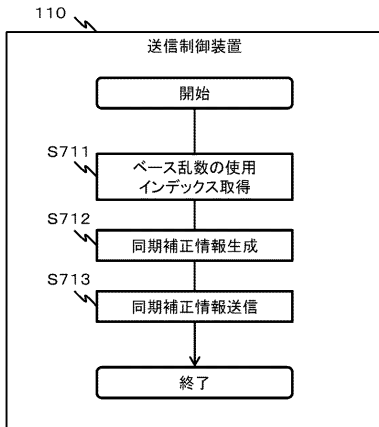 110
送信制御装置
開始
S711
ベース乱数の使用
インデックス取得
S712
同期補正情報生成
S713
同期補正情報送信
終了